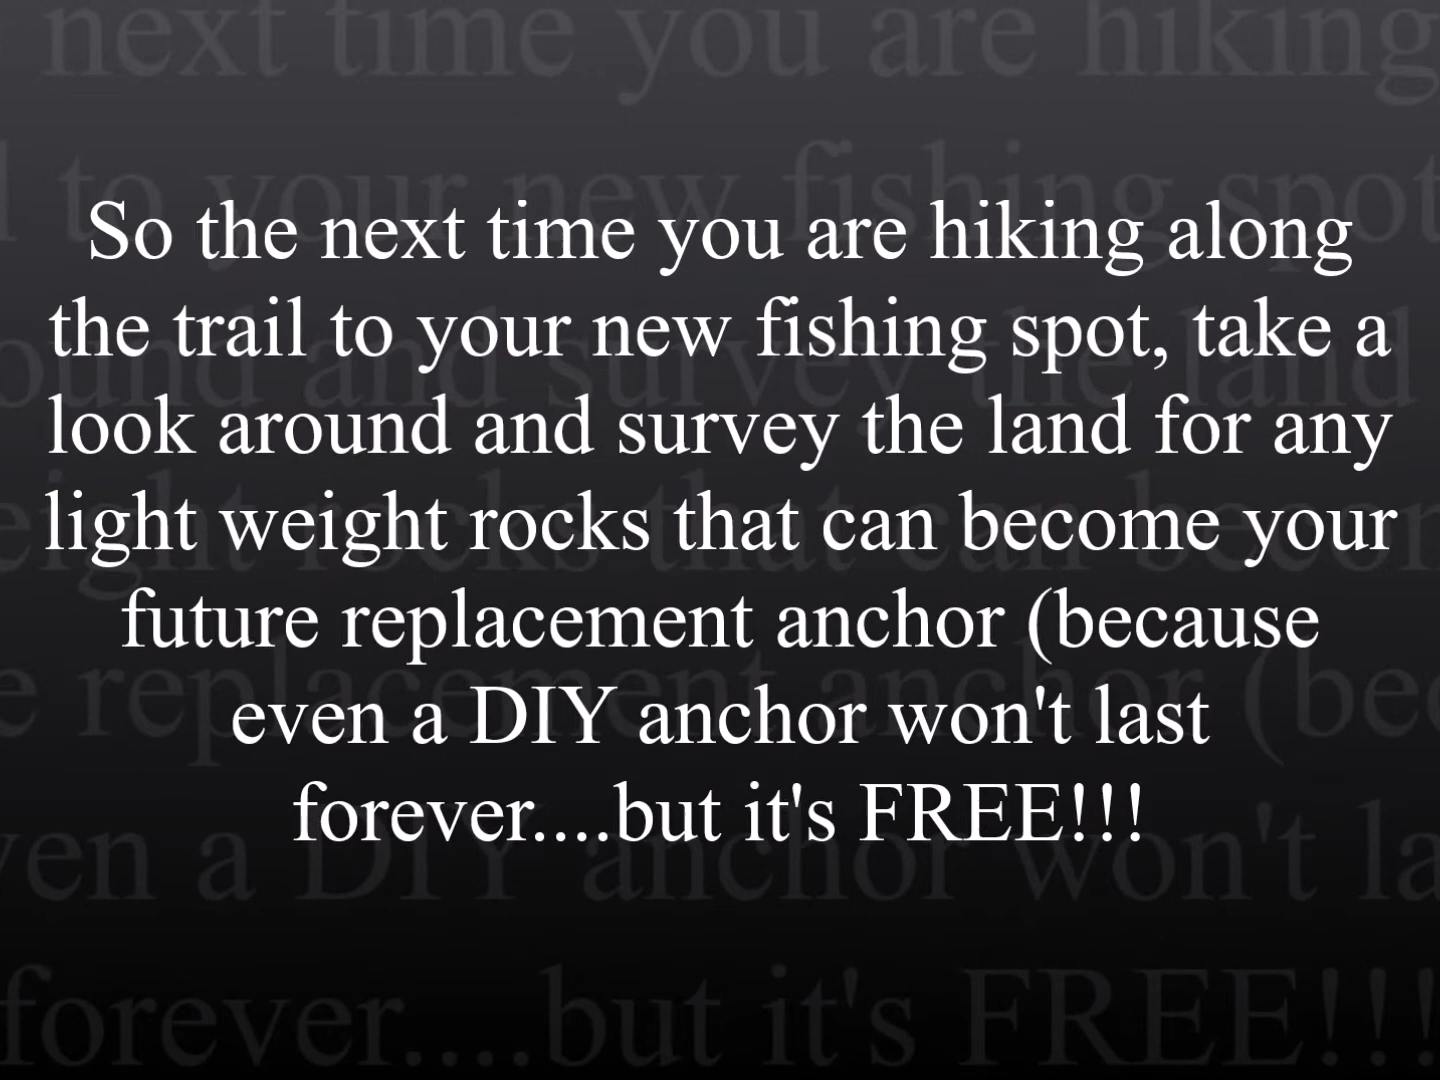 So the next time you are hiking along
the trail to your new fishing spot, take a
look around and survey the land for any
light weight rocks that can become your
future replacement anchor (because
even a DIY anchor won't last
forever....but it's FREE!!!